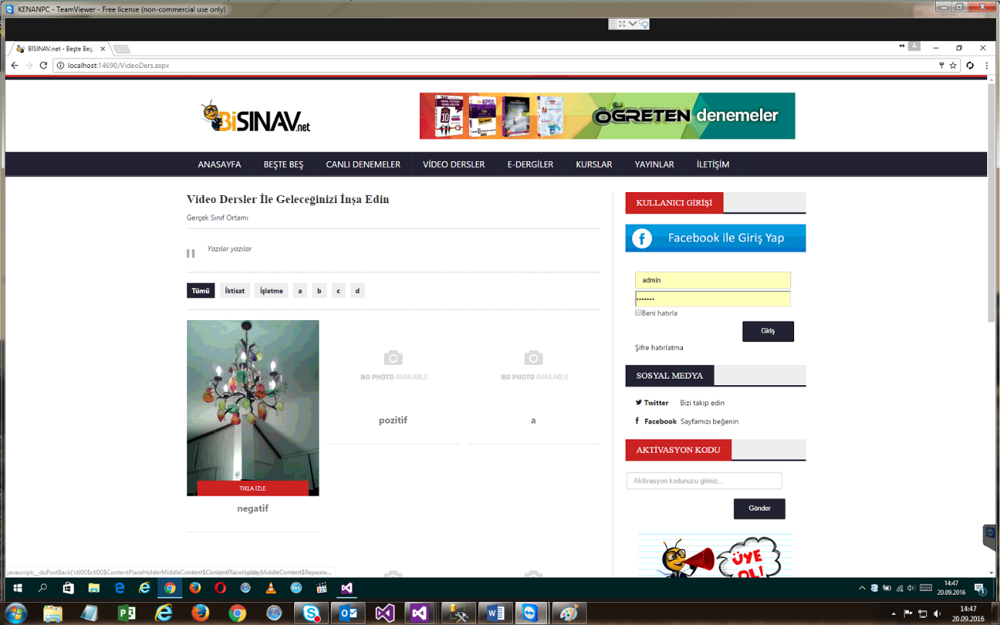 KENANPC - TeamViewer - Free license (non-commercial use only)
BİSINAV.net - Beşte Beş,
localhost:14690/VideoDers.aspx
BiSINAV.net
ÖĞRETEN denemeler
ANASAYFA BEŞTE BEŞ CANLI DENEMELER VİDEO DERSLER E-DERGİLER KURSLAR YAYINLAR İLETİŞİM
Video Dersler İle Geleceğinizi İnşa Edin
Gerçek Sınıf Ortamı
Yazılar yazılar
Tümü İktisat İşletme a b c d
TIKLA İZLE
negatif
NO PHOTO AVAILABLE
pozitif
NO PHOTO AVAILABLE
a
KULLANICI GİRİŞİ
Facebook ile Giriş Yap
admin
•••••••
Beni hatırla
Giriş
Şifre hatırlatma
SOSYAL MEDYA
Twitter Bizi takip edin
Facebook Sayfamızı beğenin
AKTİVASYON KODU
Aktivasyon kodunuzu giriniz...
Gönder
ÜYE
OL!
javascript:__doPostBack('ctl00$ctl00$ContentPlaceHolderMiddleContent$ContentPlaceHolderMiddleContent$Repeate...
14:47
20.09.2016
14:47
20.09.2016